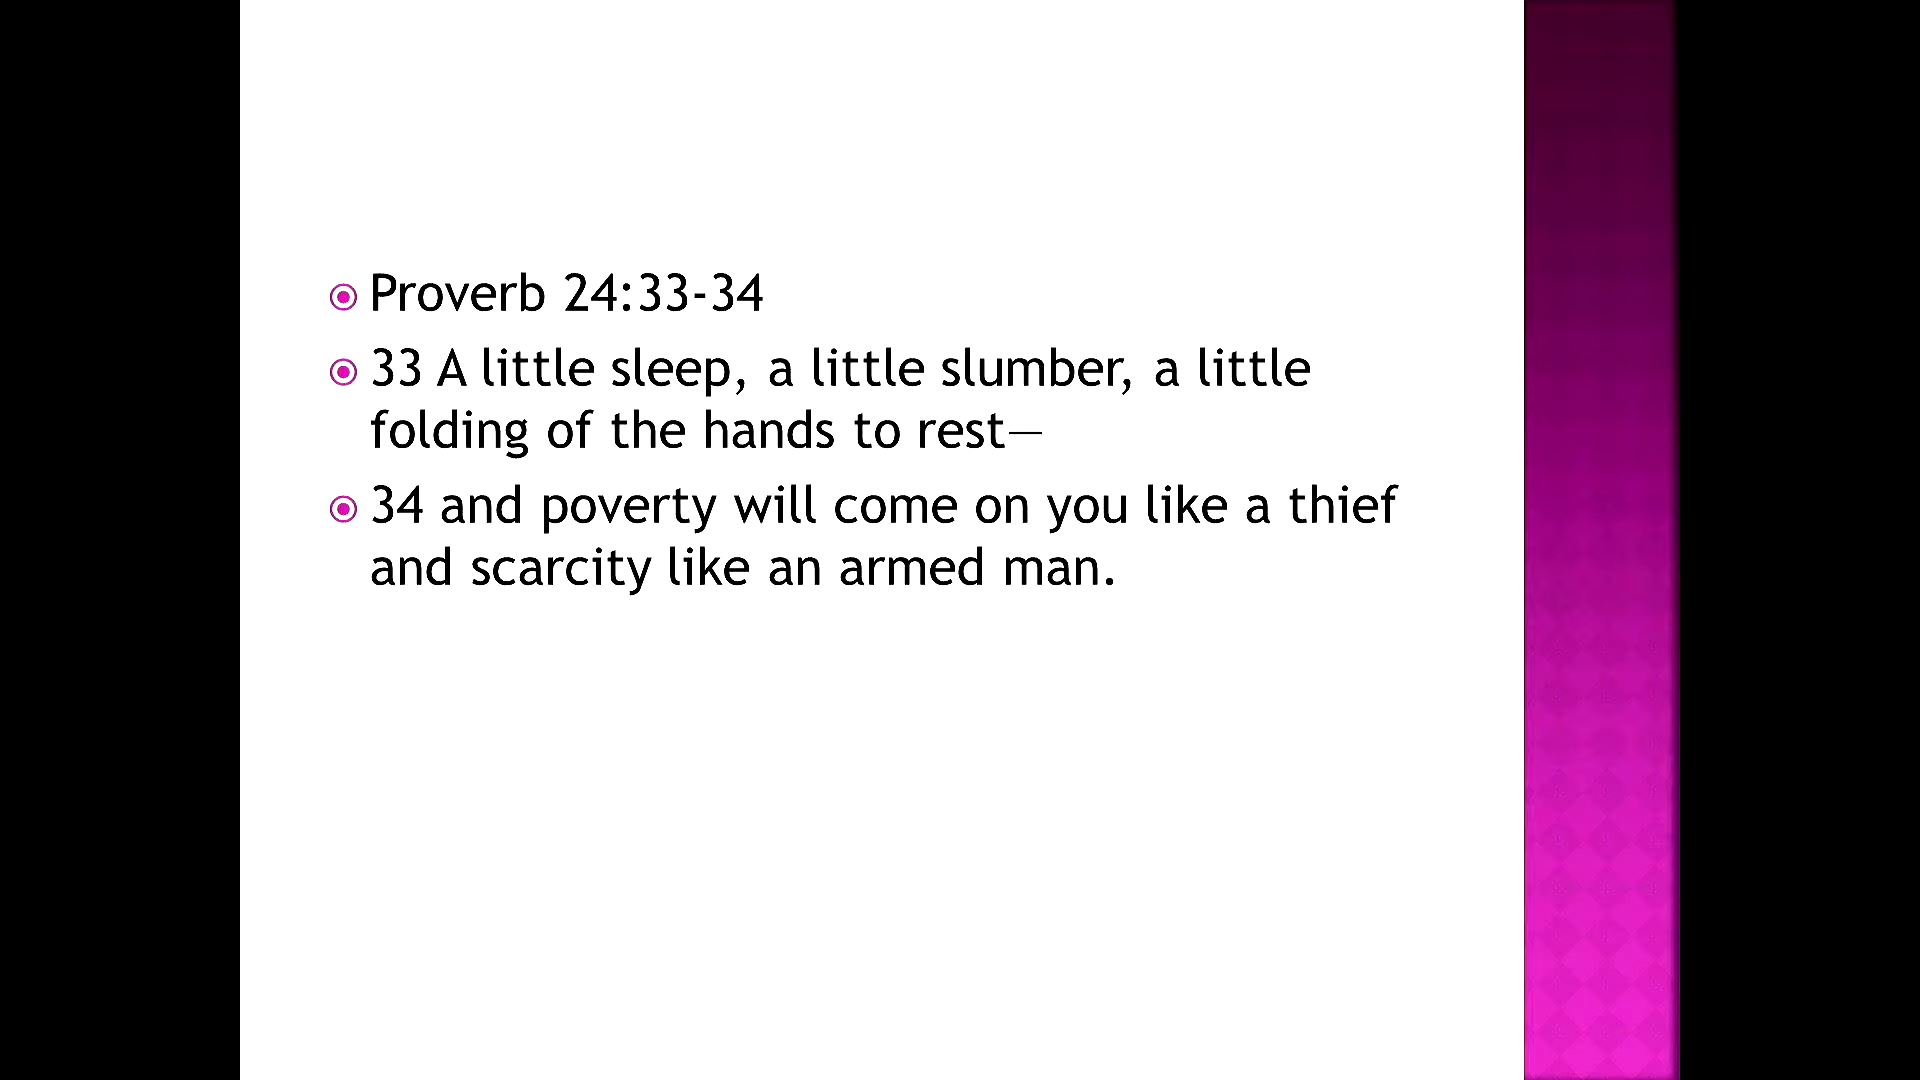 Proverb 24:33-34
33 A little sleep, a little slumber, a little
folding of the hands to rest—
34 and poverty will come on you like a thief
and scarcity like an armed man.